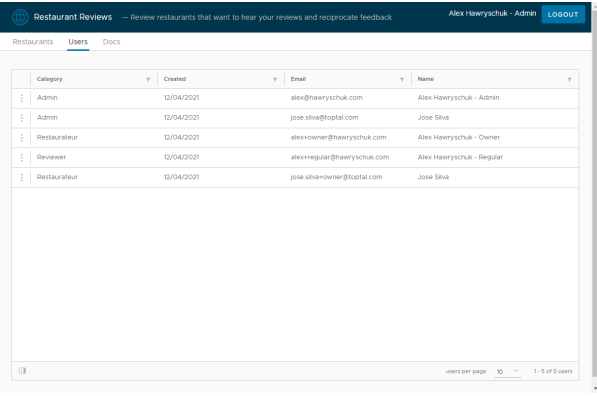 Restaurant Reviews — Review restaurants that want to hear your reviews and reciprocate feedback Alex Hawryschuk - Admin LOGOUT
Restaurants Users Docs
Category Created Email Name
Admin 12/04/2021 alex@hawryschuk.com Alex Hawryschuk - Admin
Admin 12/04/2021 jose.silva@toptal.com Jose Silva
Restaurateur 12/04/2021 alex+owner@hawryschuk.com Alex Hawryschuk - Owner
Reviewer 12/04/2021 alex+regular@hawryschuk.com Alex Hawryschuk - Regular
Restaurateur 12/04/2021 jose.silva+owner@toptal.com Jose Silva
users per page 10 1 - 5 of 5 users